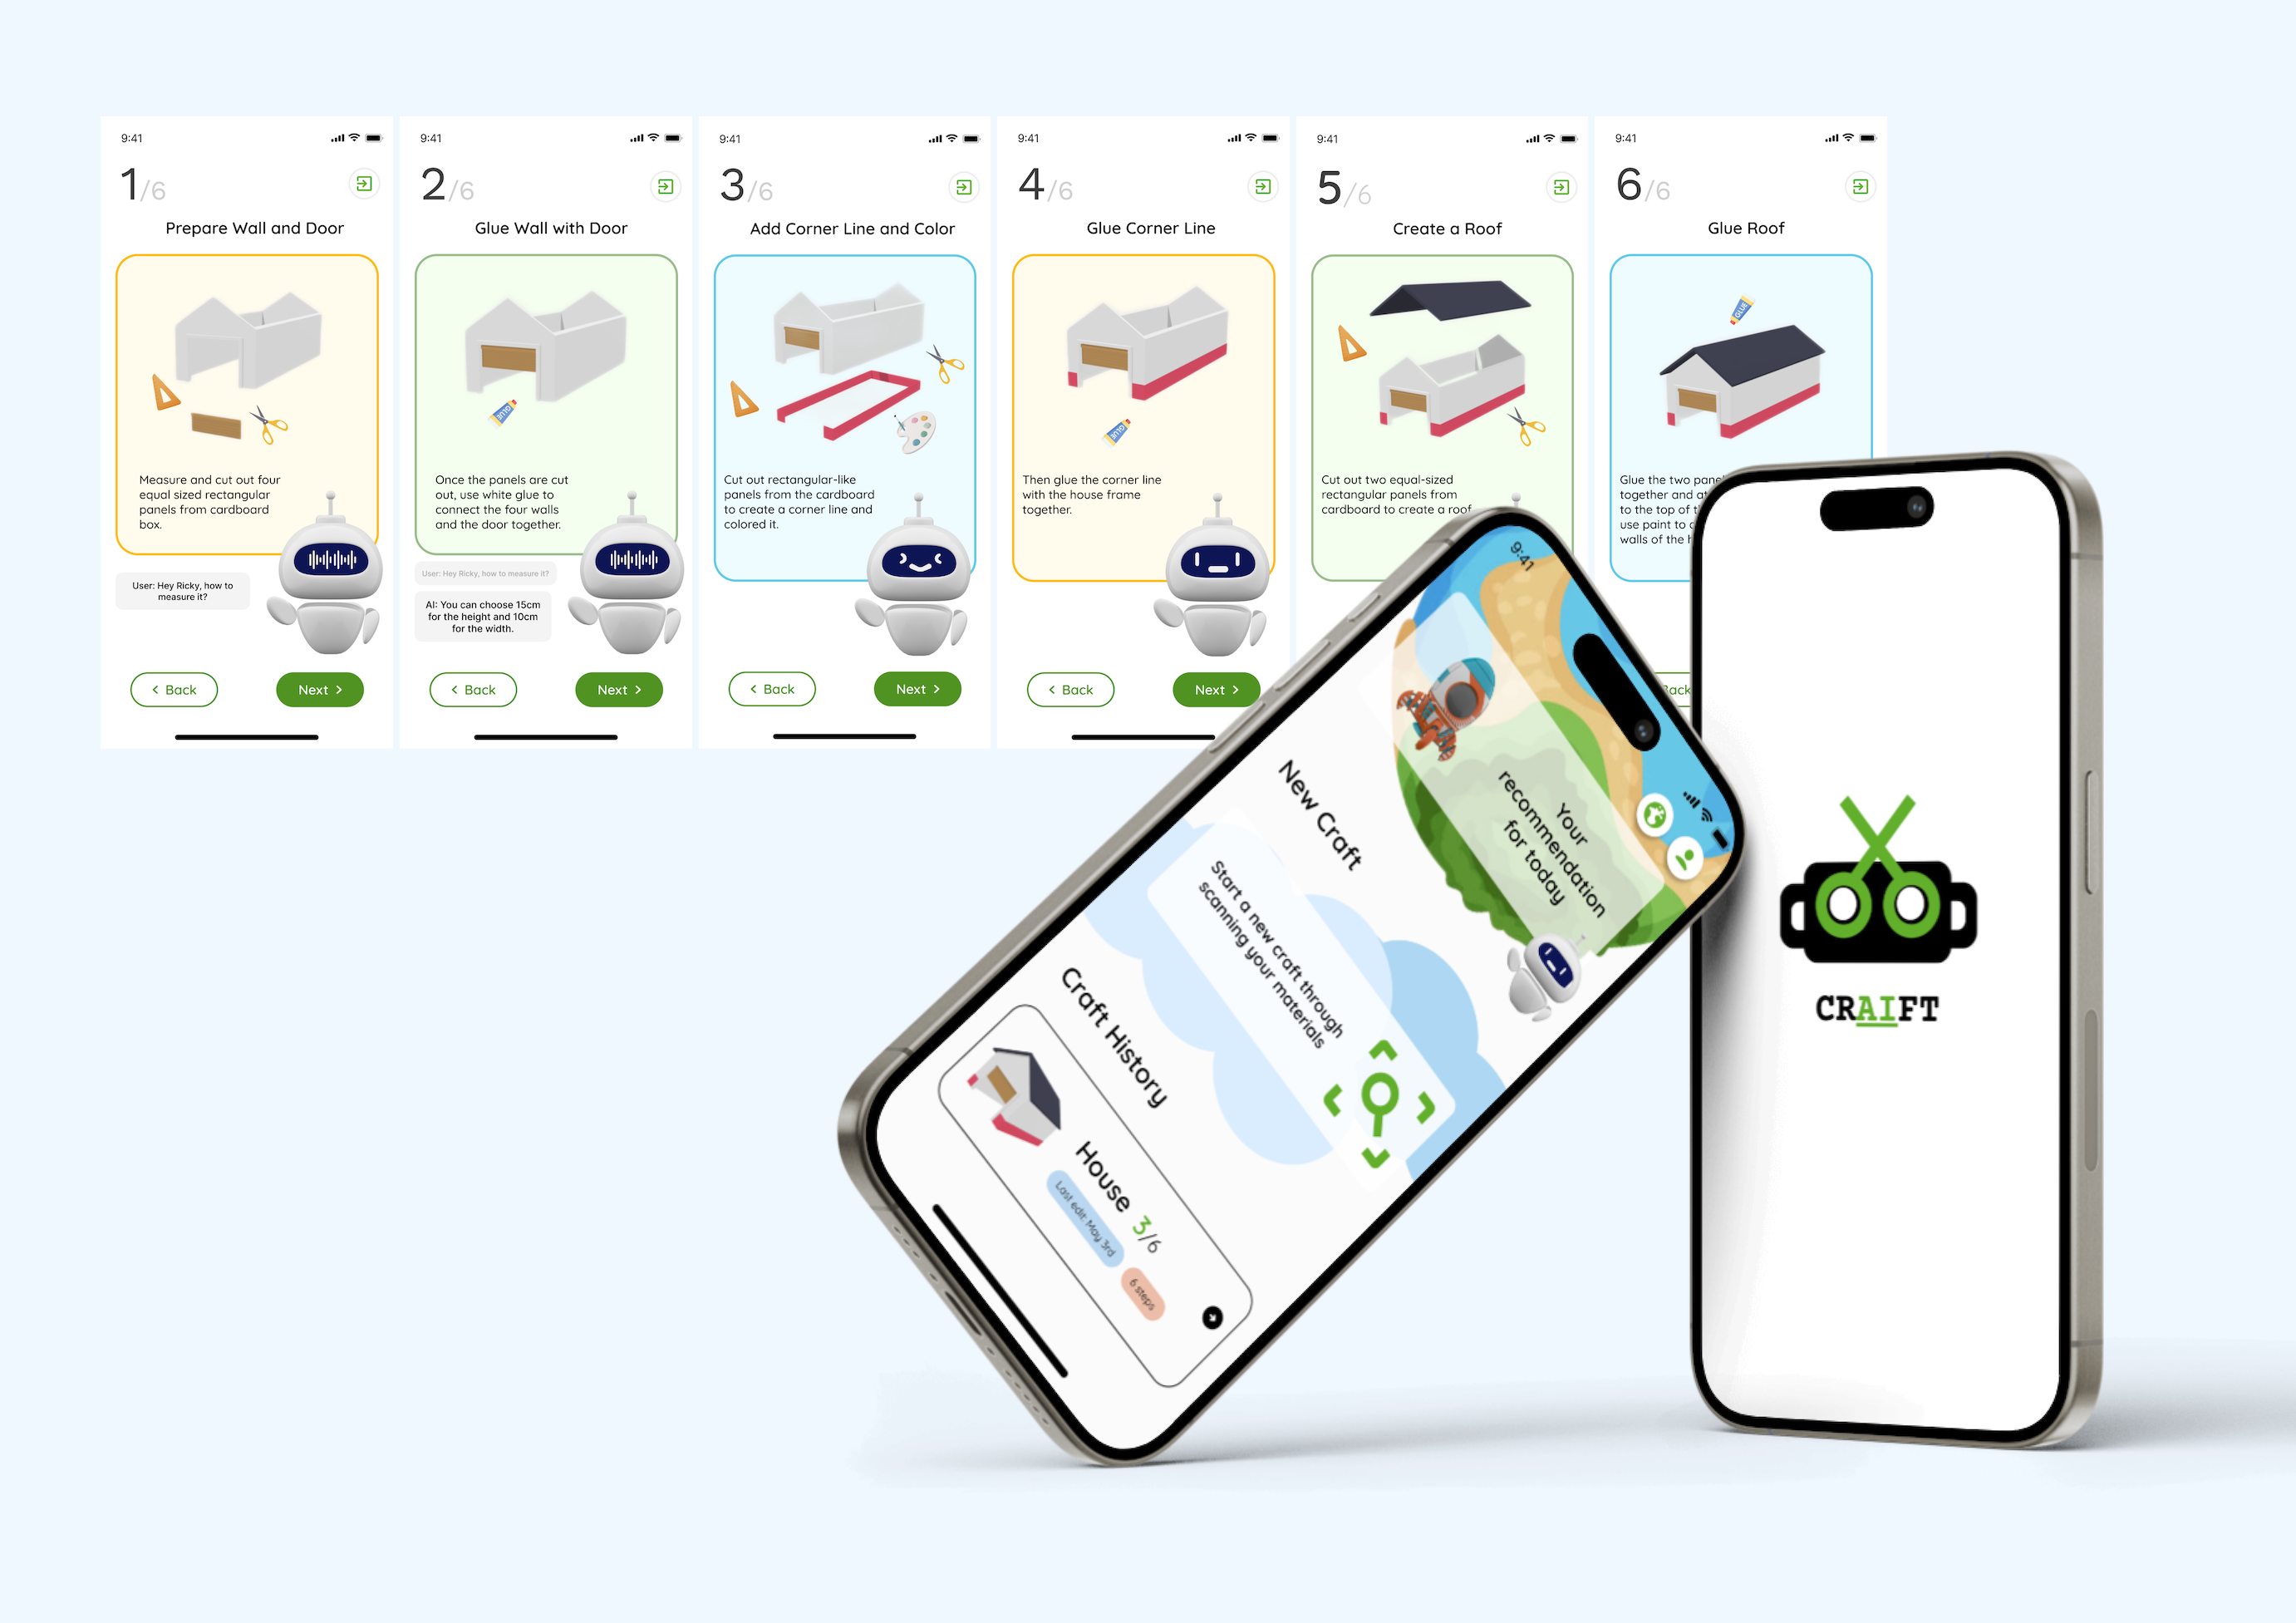 9:41
1/6
Prepare Wall and Door
Measure and cut out four
equal sized rectangular
panels from cardboard
box.
User: Hey Ricky, how to
measure it?
Back
Next
9:41
2/6
Glue Wall with Door
GLUE
Once the panels are cut
out, use white glue to
connect the four walls
and the door together.
User: Hey Ricky, how to measure it?
AI: You can choose 15cm
for the height and 10cm
for the width.
Back
Next
9:41
3/6
Add Corner Line and Color
Cut out rectangular-like
panels from the cardboard
to create a corner line and
colored it.
Back
Next
9:41
4/6
Glue Corner Line
GLUE
Then glue the corner line
with the house frame
together.
Back
Next
9:41
5/6
Create a Roof
Cut out two equal-sized
rectangular panels from
cardboard to create a roof
9:41
6/6
Glue Roof
GLUE
Glue the two
together and
to the top of
use paint to
walls of the
Back
9:41
Your
recommendation
for today
New Craft
Start a new craft through
scanning your materials
Craft History
House 3/6
Last edit: May 3rd
6 steps
CRAIFT